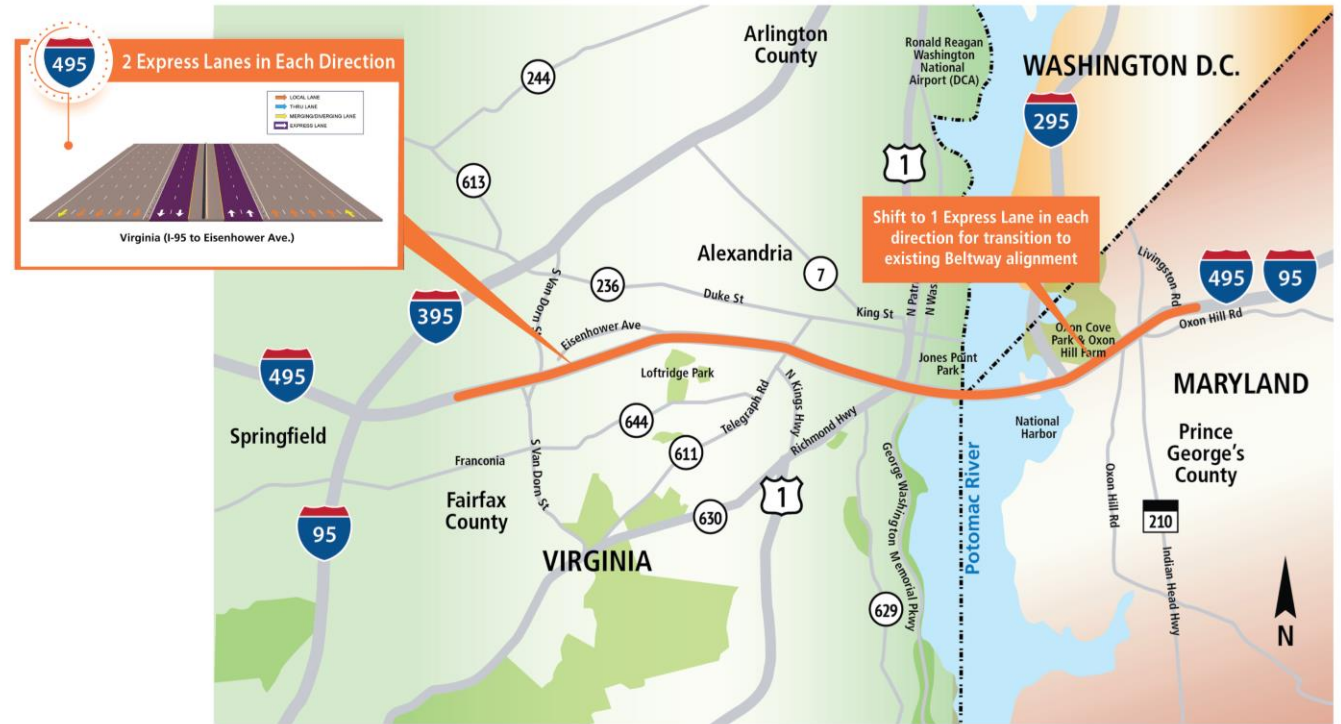 495
2 Express Lanes in Each Direction
LOCAL LANE
THRU LANE
MERGING/DIVERGING LANE
EXPRESS LANE
Virginia (I-95 to Eisenhower Ave.)
244
613
Arlington
County
Ronald Reagan
Washington
National
Airport (DCA)
WASHINGTON D.C.
295
1
Shift to 1 Express Lane in each
direction for transition to
existing Beltway alignment
Alexandria
7
236
Duke St
King St
N Patri
N Was
S Van Dorn St
Eisenhower Ave
395
495
Springfield
Loftridge Park
Jones Point
Park
Oxon Cove
Park & Oxon
Hill Farm
Livingston Rd
495
95
Oxon Hill Rd
MARYLAND
Prince
George's
County
National
Harbor
644
Telegraph Rd
N Kings Hwy
Richmond Hwy
611
Franconia
S Van Dorn St
Fairfax
County
630
1
95
VIRGINIA
George Washington Memorial Pkwy
629
Potomac River
Oxon Hill Rd
210
Indian Head Hwy
N